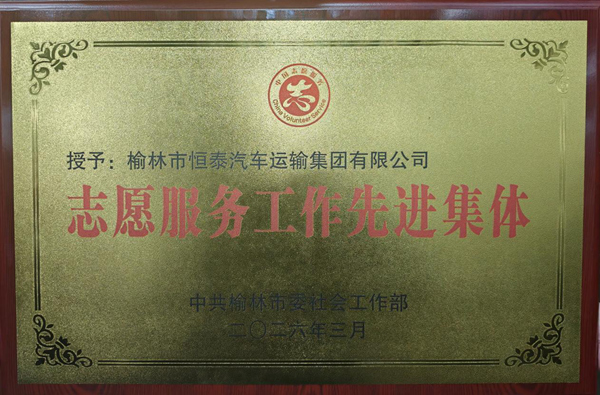 中国志愿服务
志
China Volunteer Service
授予：榆林市恒泰汽车运输集团有限公司
志愿服务工作先进集体
中共榆林市委社会工作部
二〇二六年三月